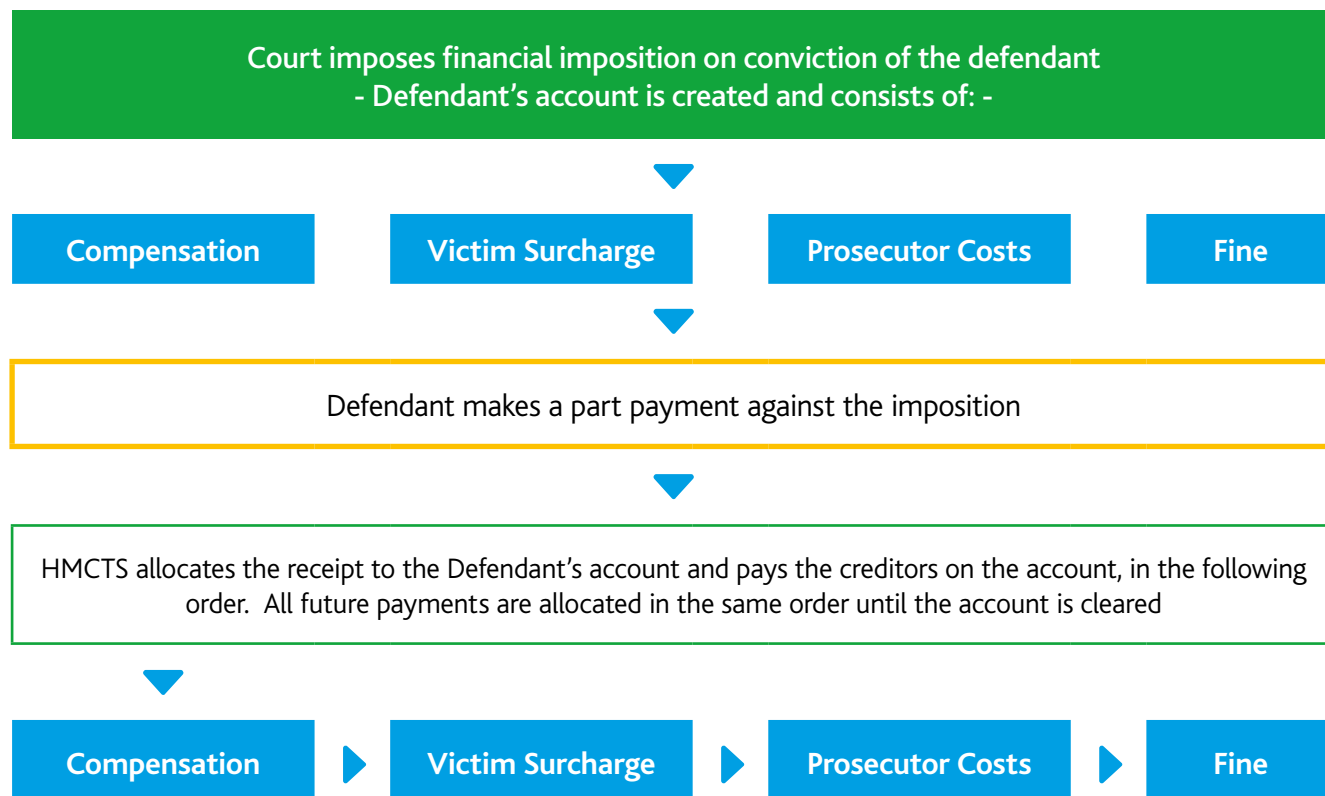 Court imposes financial imposition on conviction of the defendant
- Defendant’s account is created and consists of: -
Compensation
Victim Surcharge
Prosecutor Costs
Fine
Defendant makes a part payment against the imposition
HMCTS allocates the receipt to the Defendant’s account and pays the creditors on the account, in the following
order.  All future payments are allocated in the same order until the account is cleared
Compensation
Victim Surcharge
Prosecutor Costs
Fine